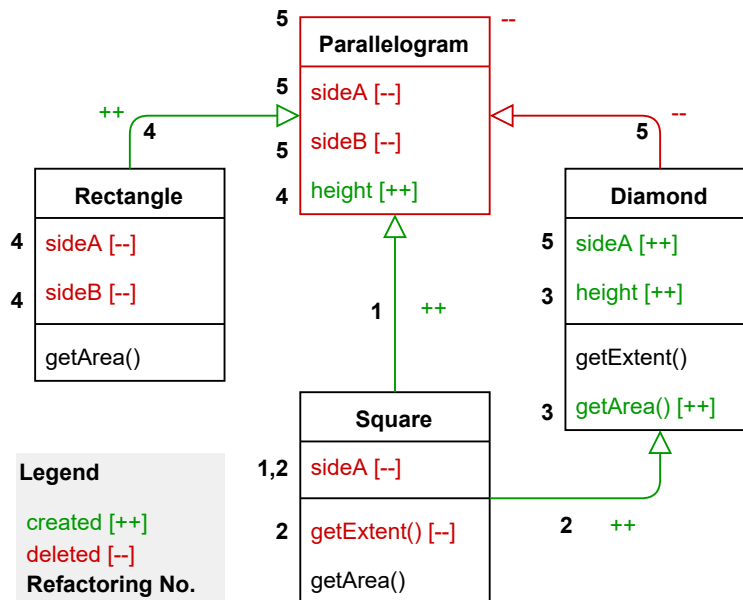 5
Parallelogram
--
5
sideA [--]
5
sideB [--]
4
height [++]
++
4
5
--
Rectangle
4
sideA [--]
4
sideB [--]
getArea()
Diamond
5
sideA [++]
3
height [++]
getExtent()
3
getArea() [++]
1
++
Square
1,2
sideA [--]
2
getExtent() [--]
getArea()
2
++
Legend
created [++]
deleted [--]
Refactoring No.